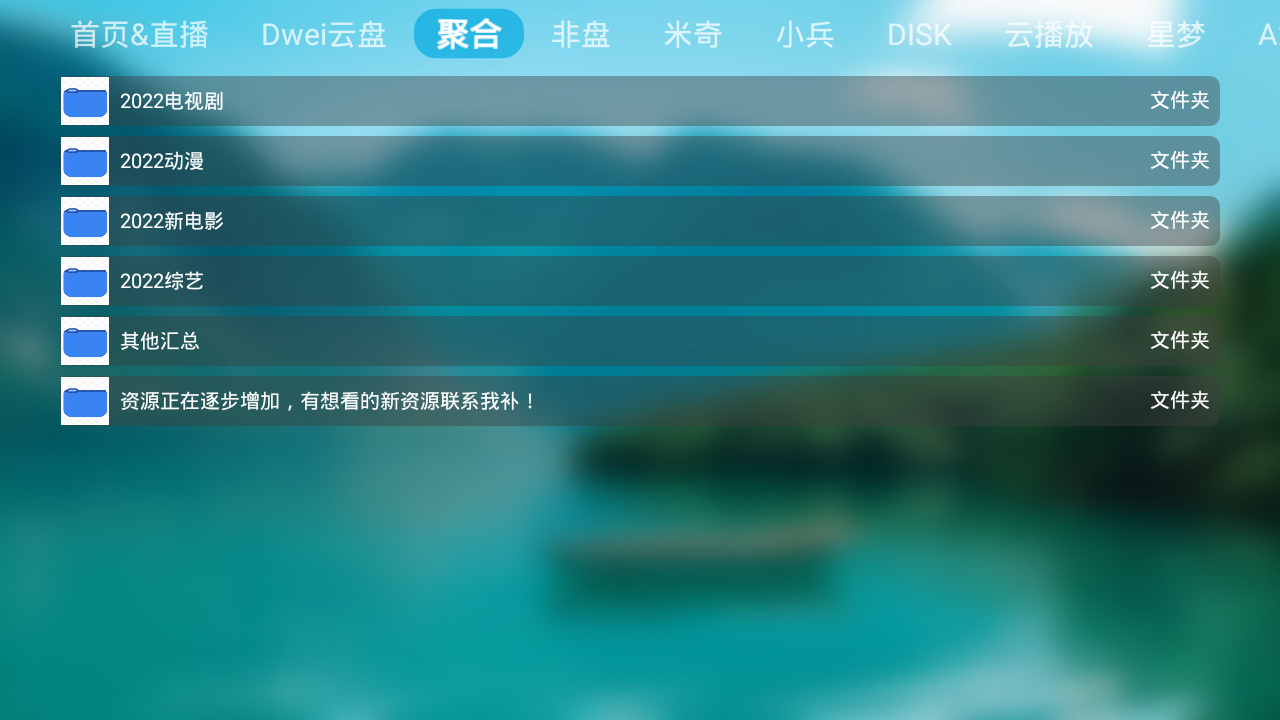 首页&直播 Dwei云盘 聚合 非盘 米奇 小兵 DISK 云播放 星梦 A
2022电视剧 文件夹
2022动漫 文件夹
2022新电影 文件夹
2022综艺 文件夹
其他汇总 文件夹
资源正在逐步增加，有想看的新资源联系我补！ 文件夹